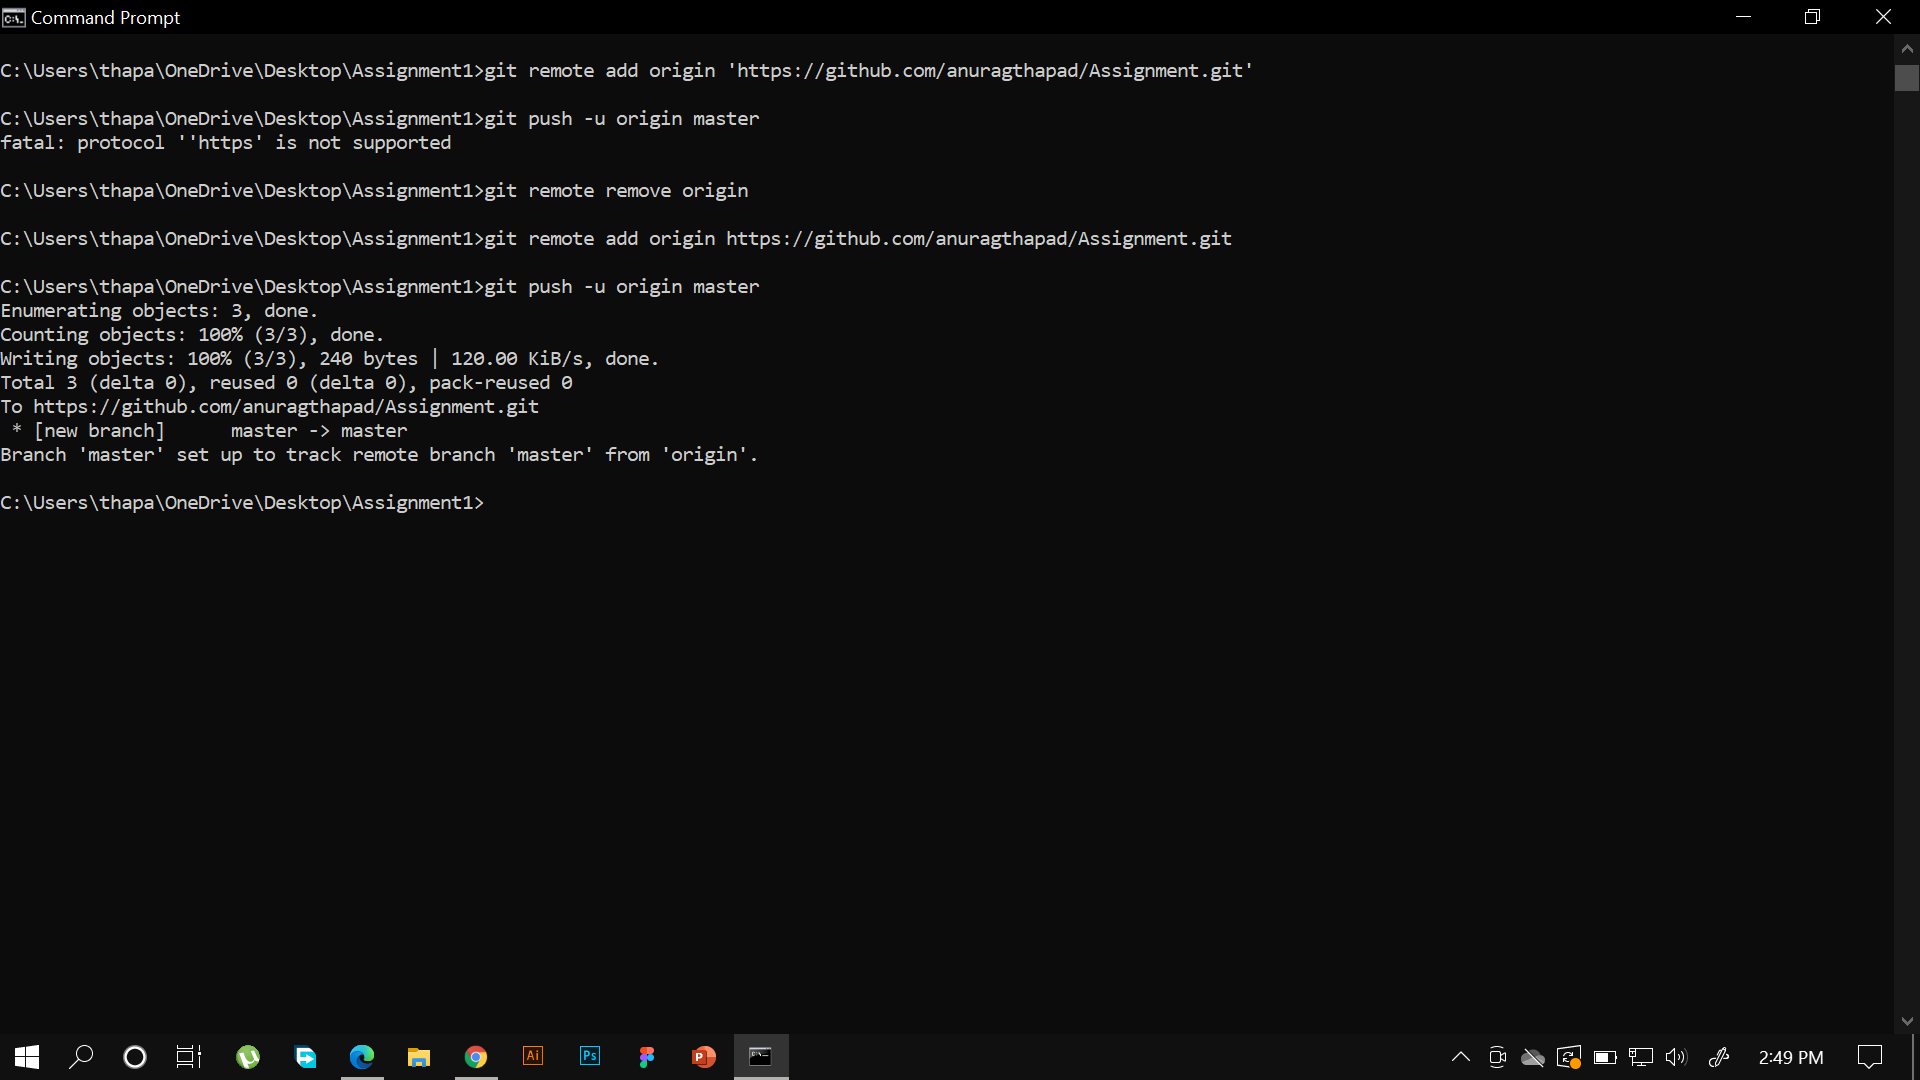 Command Prompt
C:\Users\thapa\OneDrive\Desktop\Assignment1>git remote add origin 'https://github.com/anuragthapad/Assignment.git'
C:\Users\thapa\OneDrive\Desktop\Assignment1>git push -u origin master
fatal: protocol ''https' is not supported
C:\Users\thapa\OneDrive\Desktop\Assignment1>git remote remove origin
C:\Users\thapa\OneDrive\Desktop\Assignment1>git remote add origin https://github.com/anuragthapad/Assignment.git
C:\Users\thapa\OneDrive\Desktop\Assignment1>git push -u origin master
Enumerating objects: 3, done.
Counting objects: 100% (3/3), done.
Writing objects: 100% (3/3), 240 bytes | 120.00 KiB/s, done.
Total 3 (delta 0), reused 0 (delta 0), pack-reused 0
To https://github.com/anuragthapad/Assignment.git
 * [new branch]      master -> master
Branch 'master' set up to track remote branch 'master' from 'origin'.
C:\Users\thapa\OneDrive\Desktop\Assignment1>
Ai
Ps
P
2:49 PM